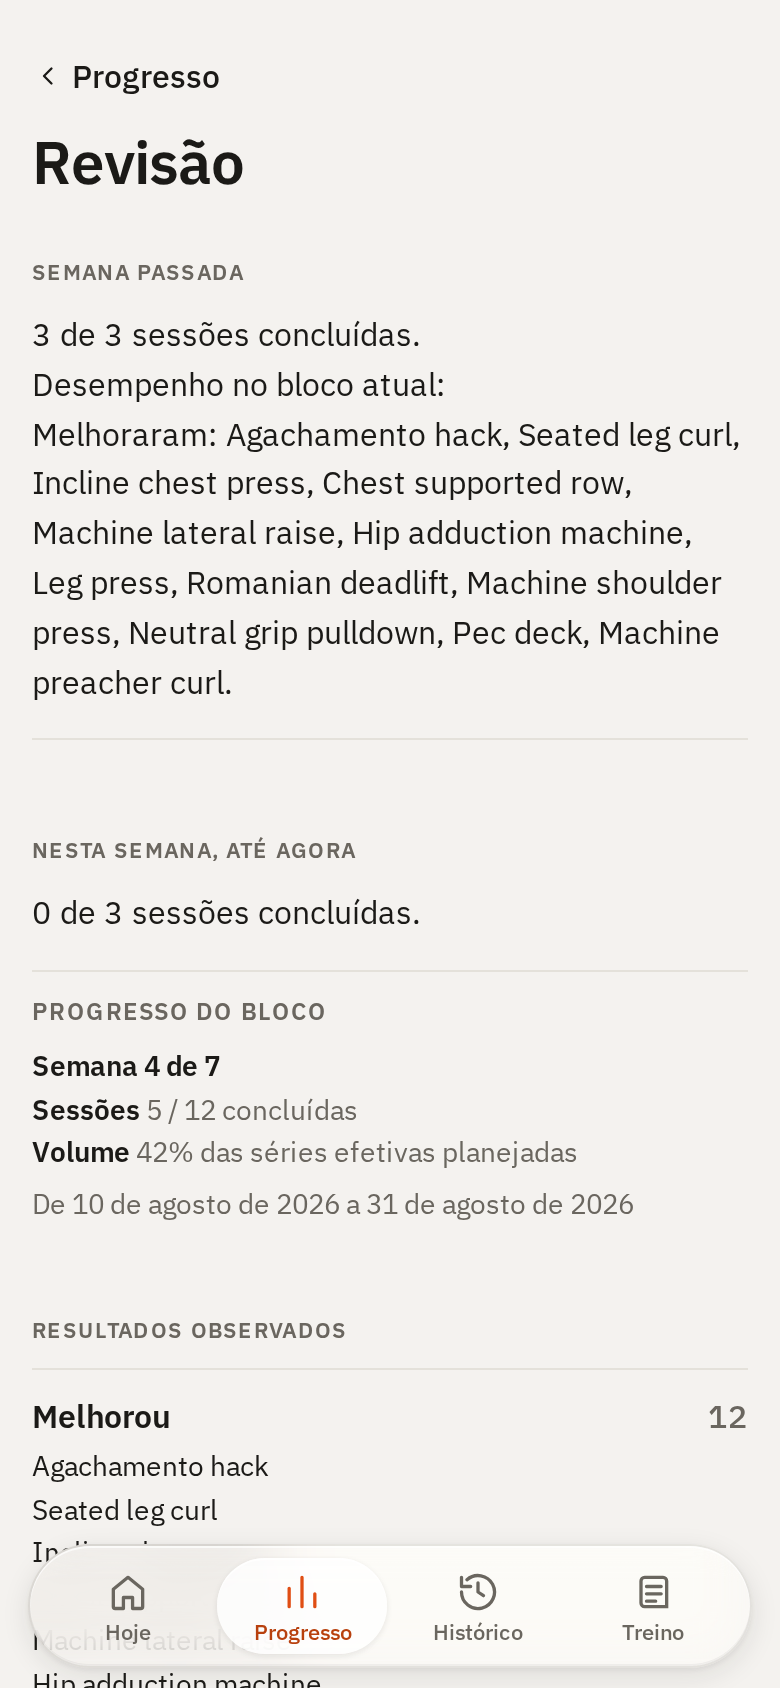 Progresso
Revisão
SEMANA PASSADA
3 de 3 sessões concluídas.
Desempenho no bloco atual:
Melhoraram: Agachamento hack, Seated leg curl,
Incline chest press, Chest supported row,
Machine lateral raise, Hip adduction machine,
Leg press, Romanian deadlift, Machine shoulder
press, Neutral grip pulldown, Pec deck, Machine
preacher curl.
NESTA SEMANA, ATÉ AGORA
0 de 3 sessões concluídas.
PROGRESSO DO BLOCO
Semana 4 de 7
Sessões 5 / 12 concluídas
Volume 42% das séries efetivas planejadas
De 10 de agosto de 2026 a 31 de agosto de 2026
RESULTADOS OBSERVADOS
Melhorou 12
Agachamento hack
Seated leg curl
Machine lateral
Hip adduction machine
Hoje
Progresso
Histórico
Treino